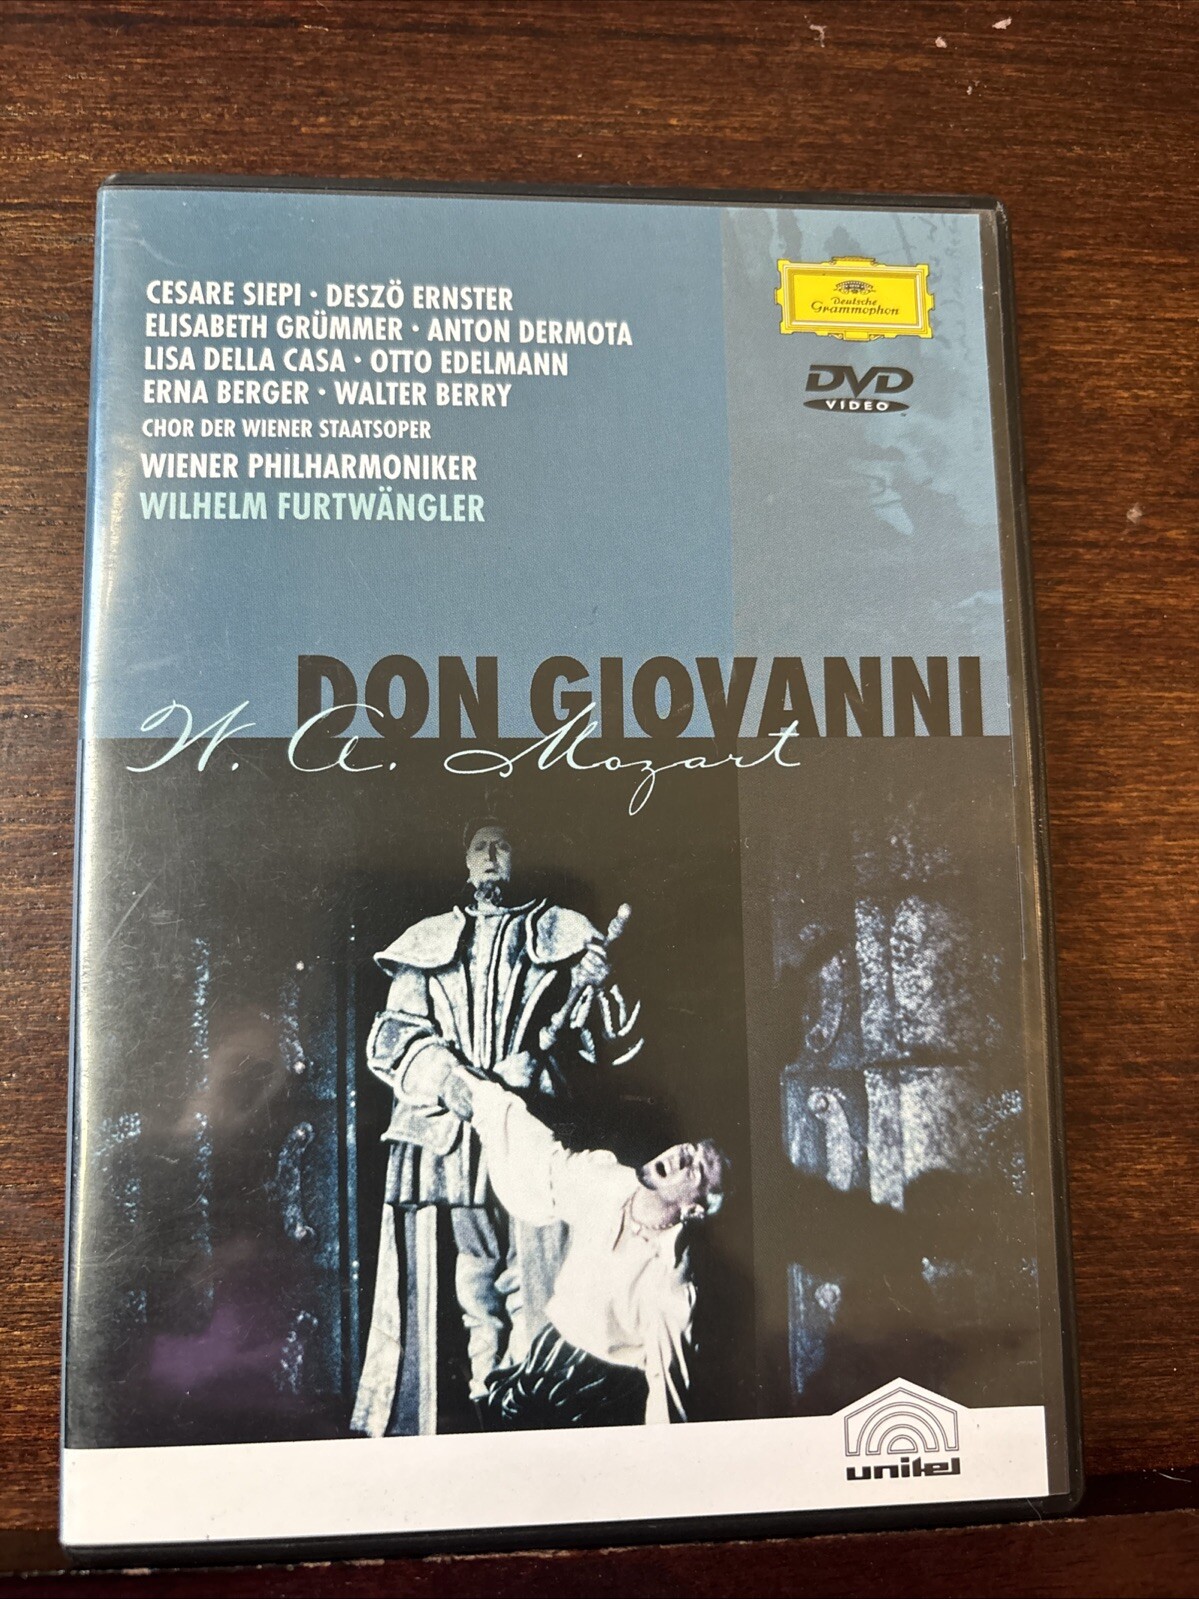 CESARE SIEPI · DESZÖ ERNSTER
ELISABETH GRÜMMER · ANTON DERMOTA
LISA DELLA CASA · OTTO EDELMANN
ERNA BERGER · WALTER BERRY
CHOR DER WIENER STAATSOPER
WIENER PHILHARMONIKER
WILHELM FURTWÄNGLER
Deutsche
Grammophon
DVD
VIDEO
DON GIOVANNI
W. A. Mozart
unitel